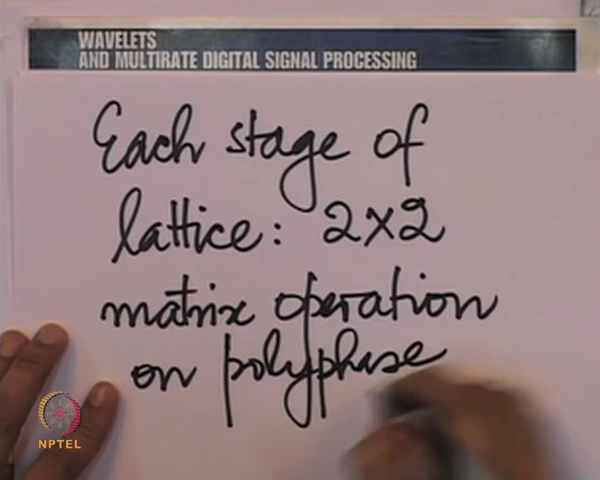 WAVELETS
AND MULTIRATE DIGITAL SIGNAL PROCESSING
Each stage of
lattice: 2×2
matrix operation
on polyphase
NPTEL